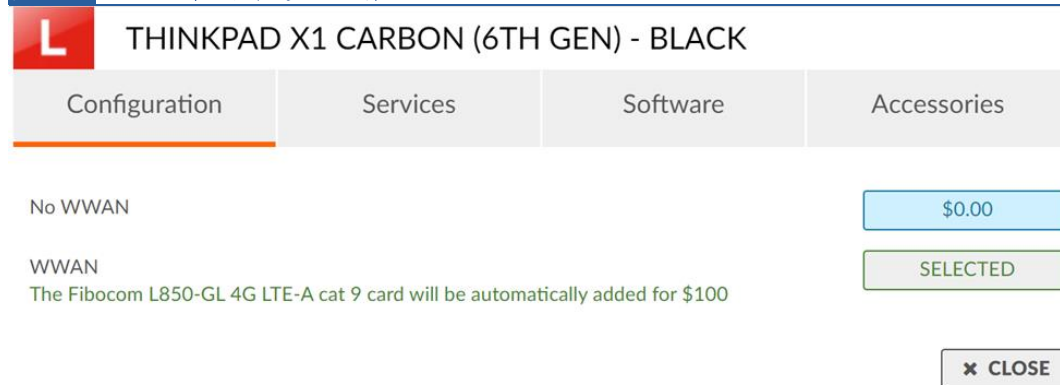 L
THINKPAD X1 CARBON (6TH GEN) - BLACK
Configuration Services Software Accessories
No WWAN $0.00
WWAN SELECTED
The Fibocom L850-GL 4G LTE-A cat 9 card will be automatically added for $100
✖ CLOSE